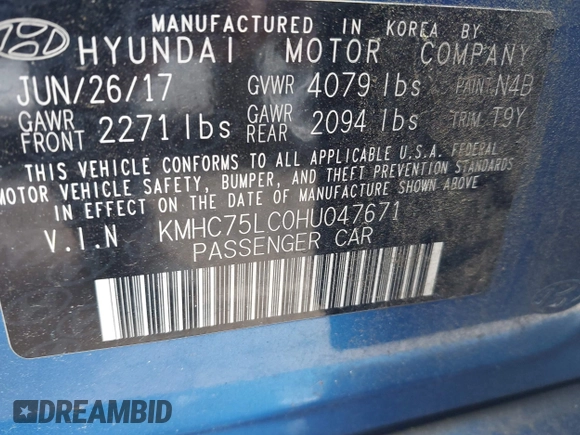 MANUFACTURED IN KOREA BY
HYUNDAI MOTOR COMPANY
JUN/26/17 GVWR 4079 lbs PAINT N4B
GAWR FRONT 2271 lbs GAWR REAR 2094 lbs TRIM T9Y
THIS VEHICLE CONFORMS TO ALL APPLICABLE U.S.A. FEDERAL
MOTOR VEHICLE SAFETY, BUMPER, AND THEFT PREVENTION STANDARDS
IN EFFECT ON THE DATE OF MANUFACTURE SHOWN ABOVE
V.I.N KMHC75LC0HU047671
PASSENGER CAR
DREAMBID